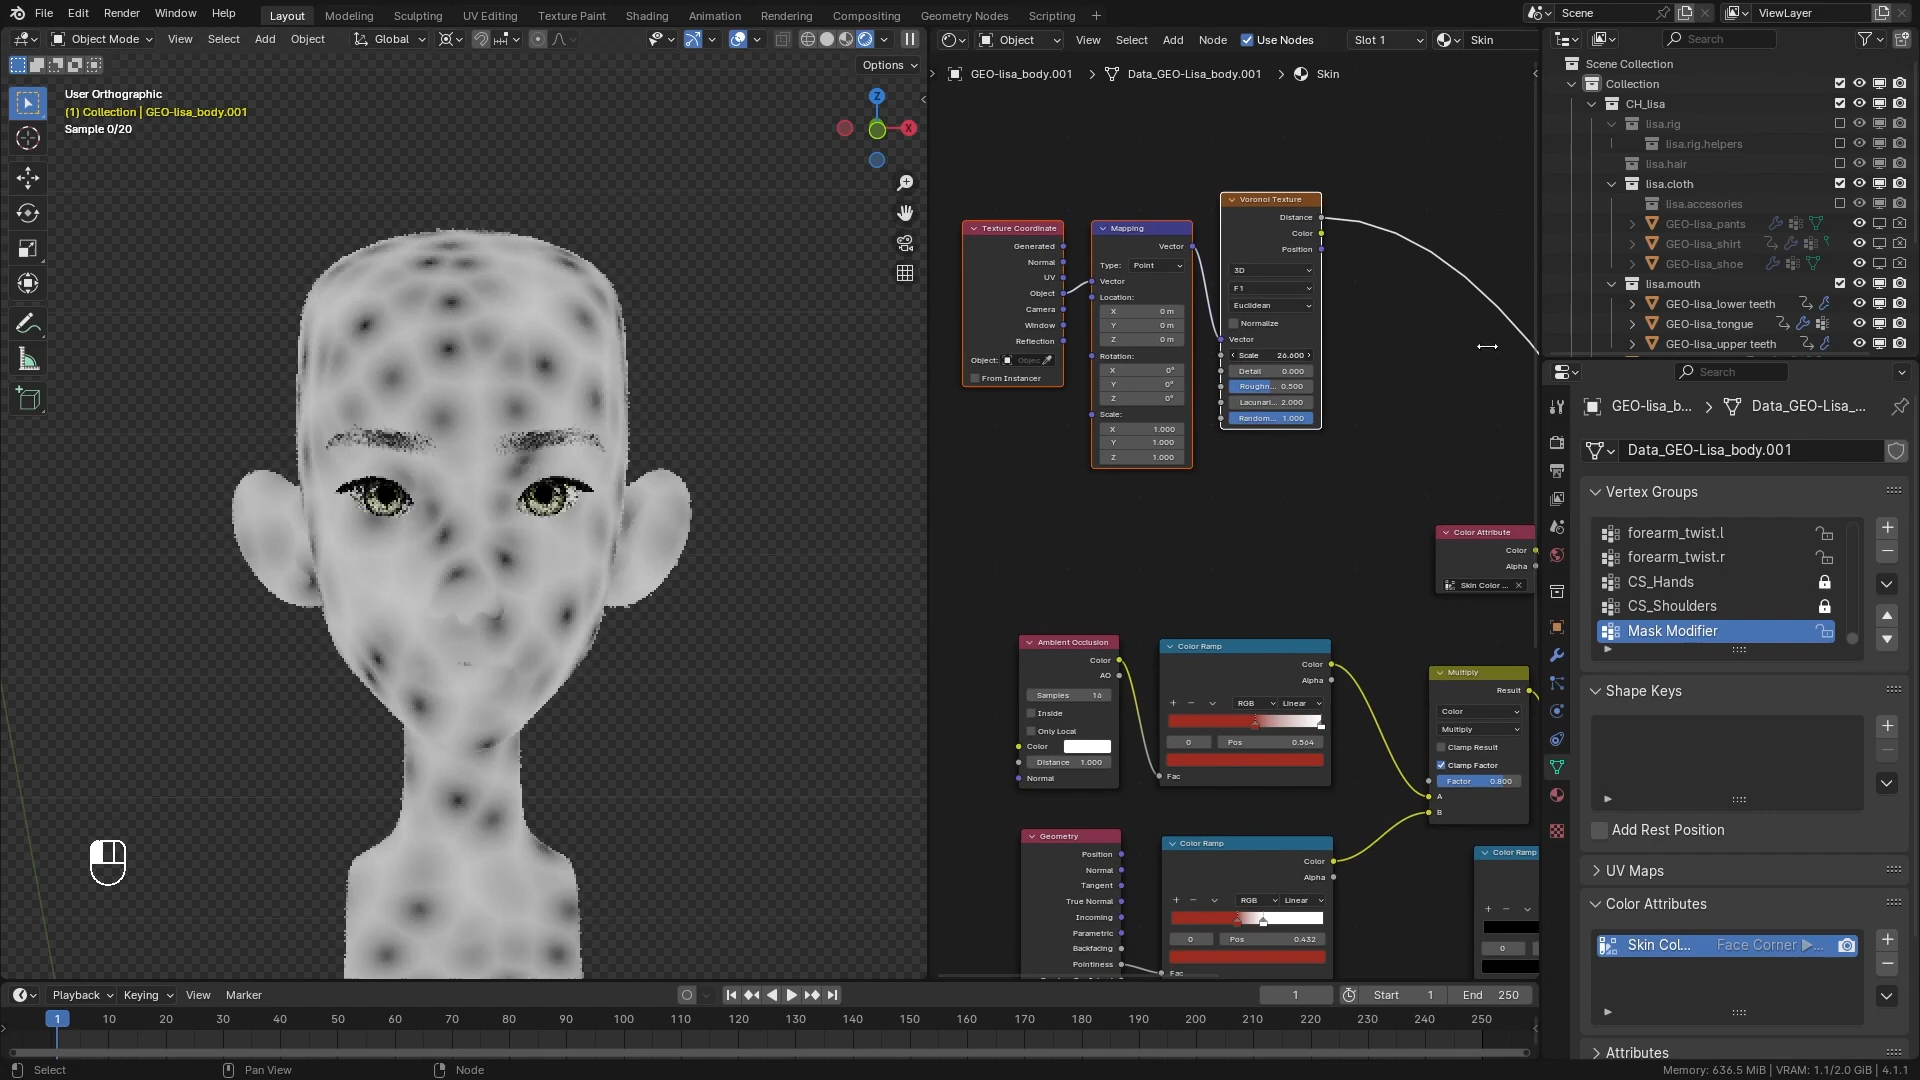 File Edit Render Window Help
Layout Modeling Sculpting UV Editing Texture Paint Shading Animation Rendering Compositing Geometry Nodes Scripting
Scene
ViewLayer
Object Mode View Select Add Object
Global
Options
Object View Select Add Node Use Nodes Slot 1 Skin
Search
User Orthographic
(1) Collection | GEO-lisa_body.001
Sample 0/20
Z
X
GEO-lisa_body.001 Data_GEO-Lisa_body.001 Skin
Texture Coordinate
Generated
Normal
UV
Object
Camera
Window
Reflection
Object:
From Instancer
Mapping
Vector
Type: Point
Vector
Location:
X 0 m
Y 0 m
Z 0 m
Rotation:
X 0°
Y 0°
Z 0°
Scale:
X 1.000
Y 1.000
Z 1.000
Voronoi Texture
Distance
Color
Position
3D
F1
Euclidean
Normalize
Vector
Scale 26.600
Detail 0.000
Roughn... 0.500
Lacunari... 2.000
Random... 1.000
Color Attribute
Color
Alpha
Skin Color ...
Ambient Occlusion
Color
AO
Samples 16
Inside
Only Local
Color
Distance 1.000
Normal
Color Ramp
Color
Alpha
RGB Linear
0 Pos 0.564
Fac
Multiply
Result
Color
Multiply
Clamp Result
Clamp Factor
Factor 0.800
A
B
Geometry
Position
Normal
Tangent
True Normal
Incoming
Parametric
Backfacing
Pointiness
Color Ramp
Color
Alpha
RGB Linear
0 Pos 0.432
Fac
Color Ramp
0
Scene Collection
Collection
CH_lisa
lisa.rig
lisa.rig.helpers
lisa.hair
lisa.cloth
lisa.accesories
GEO-lisa_pants
GEO-lisa_shirt
GEO-lisa_shoe
lisa.mouth
GEO-lisa_lower teeth
GEO-lisa_tongue
GEO-lisa_upper teeth
Search
GEO-lisa_b... Data_GEO-Lisa_...
Data_GEO-Lisa_body.001
Vertex Groups
forearm_twist.l
forearm_twist.r
CS_Hands
CS_Shoulders
Mask Modifier
Shape Keys
Add Rest Position
UV Maps
Color Attributes
Skin Col... Face Corner ▶...
Attributes
Playback Keying View Marker
1 Start 1 End 250
1 10 20 30 40 50 60 70 80 90 100 110 120 130 140 150 160 170 180 190 200 210 220 230 240 250
Select Pan View Node
Memory: 636.5 MiB | VRAM: 1.1/2.0 GiB | 4.1.1